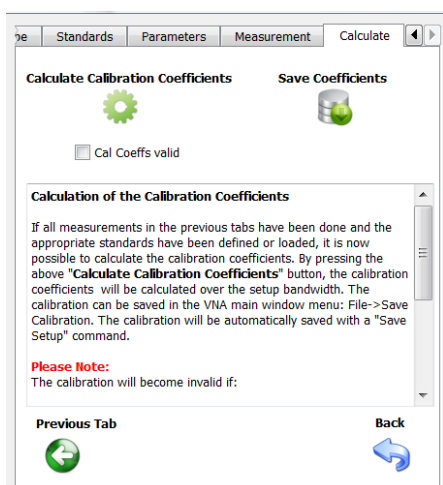 pe Standards Parameters Measurement Calculate
Calculate Calibration Coefficients Save Coefficients
Cal Coeffs valid
Calculation of the Calibration Coefficients
If all measurements in the previous tabs have been done and the
appropriate standards have been defined or loaded, it is now
possible to calculate the calibration coefficients. By pressing the
above "Calculate Calibration Coefficients" button, the calibration
coefficients will be calculated over the setup bandwidth. The
calibration can be saved in the VNA main window menu: File->Save
Calibration. The calibration will be automatically saved with a "Save
Setup" command.
Please Note:
The calibration will become invalid if:
Previous Tab Back